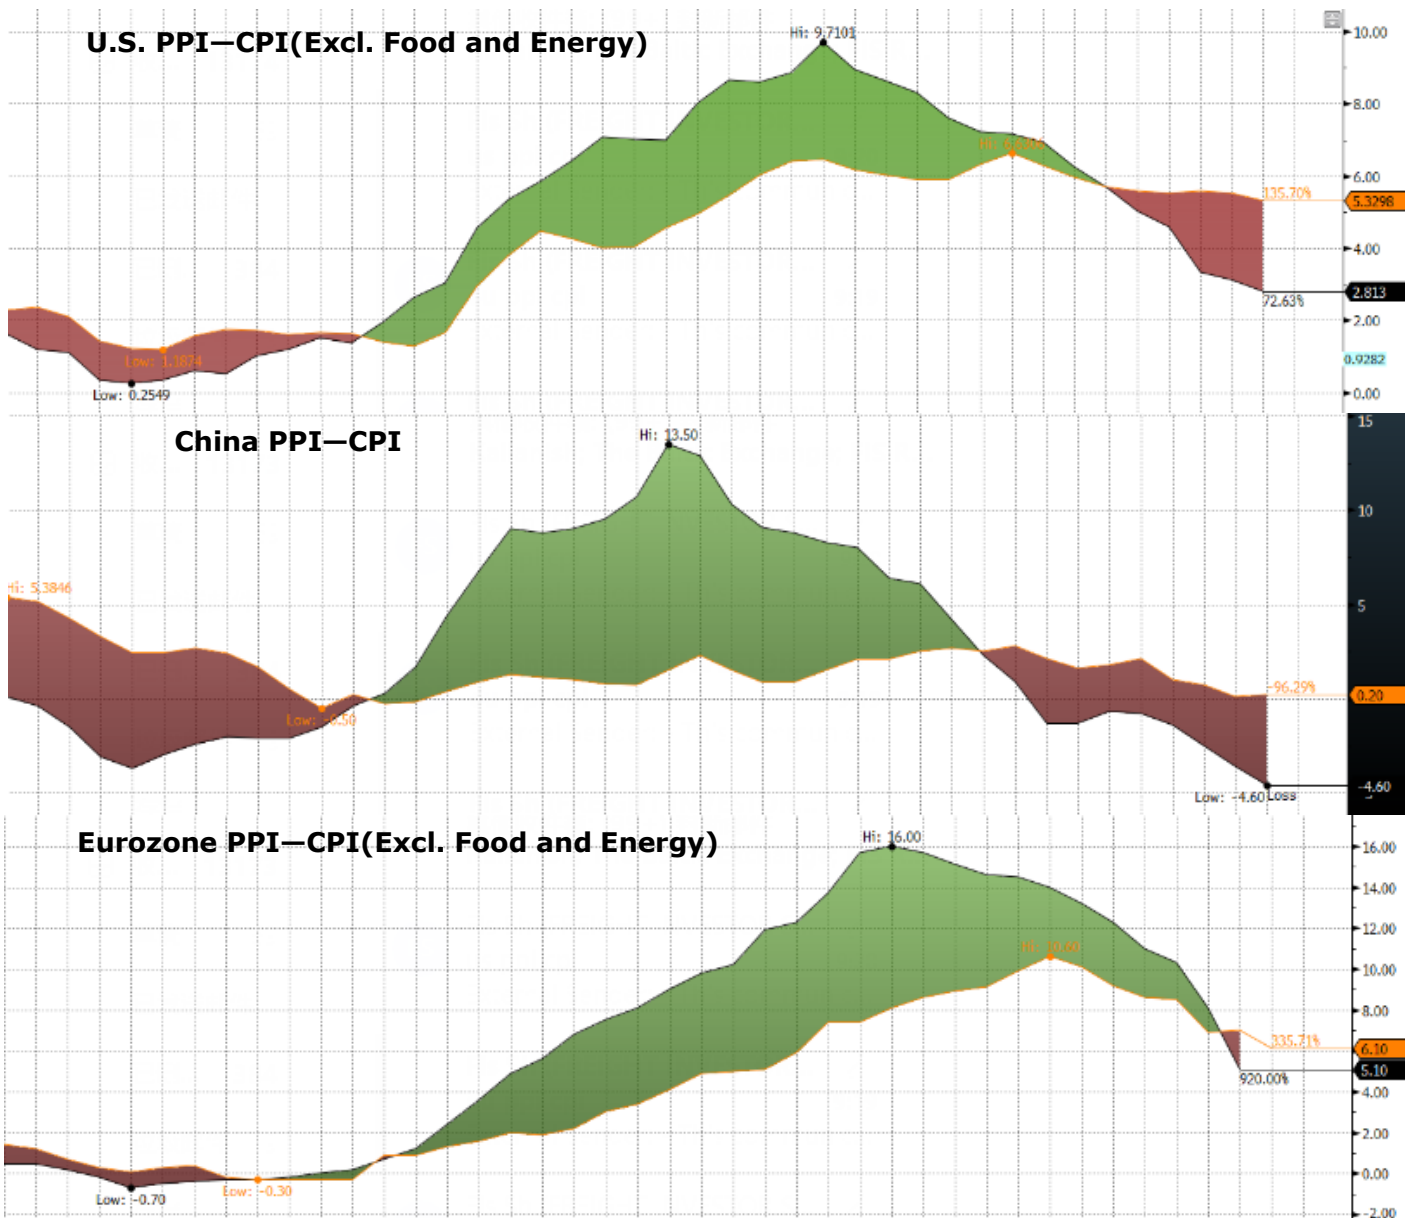 U.S. PPI—CPI(Excl. Food and Energy)
Hi: 9.7101
10.00
8.00
Hi:
6.00
135.70%
5.3298
4.00
2.813
72.63%
2.00
Low: 1.1874
0.9282
Low: 0.2549
0.00
China PPI—CPI
Hi: 13.50
15
10
Hi: 5.3846
5
-96.29%
0.20
Low: -0.50
-4.60
Low: -4.60 Loss
Eurozone PPI—CPI(Excl. Food and Energy)
Hi: 16.00
16.00
14.00
12.00
Hi: 10.60
10.00
8.00
335.71%
6.10
5.10
920.00%
4.00
2.00
0.00
Low: -0.70
Low: -0.30
-2.00